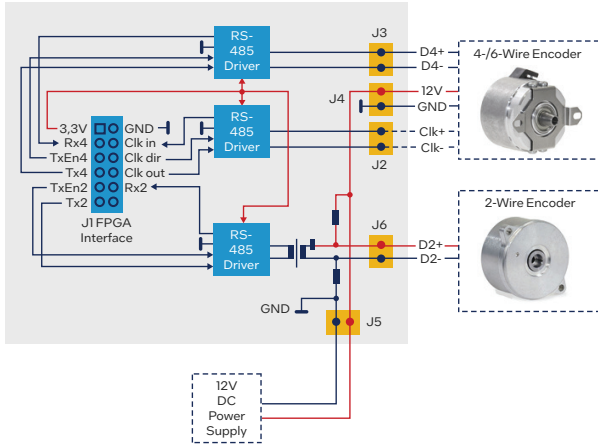 RS-
485
Driver
J3
D4+
D4-
4-/6-Wire Encoder
J4
12V
GND
RS-
485
Driver
Clk+
Clk-
J2
3,3V
GND
Rx4
Clk in
TxEn4
Clk dir
Tx4
Clk out
TxEn2
Rx2
Tx2
J1 FPGA
Interface
2-Wire Encoder
RS-
485
Driver
J6
D2+
D2-
GND
J5
12V
DC
Power
Supply